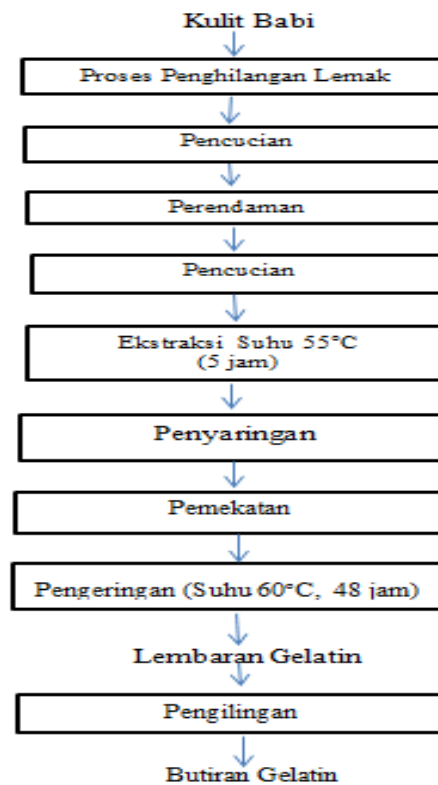 Kulit Babi
Proses Penghilangan Lemak
Pencucian
Perendaman
Pencucian
Ekstraksi Suhu 55°C
(5 jam)
Penyaringan
Pemekatan
Pengeringan (Suhu 60°C, 48 jam)
Lembaran Gelatin
Pengilingan
Butiran Gelatin